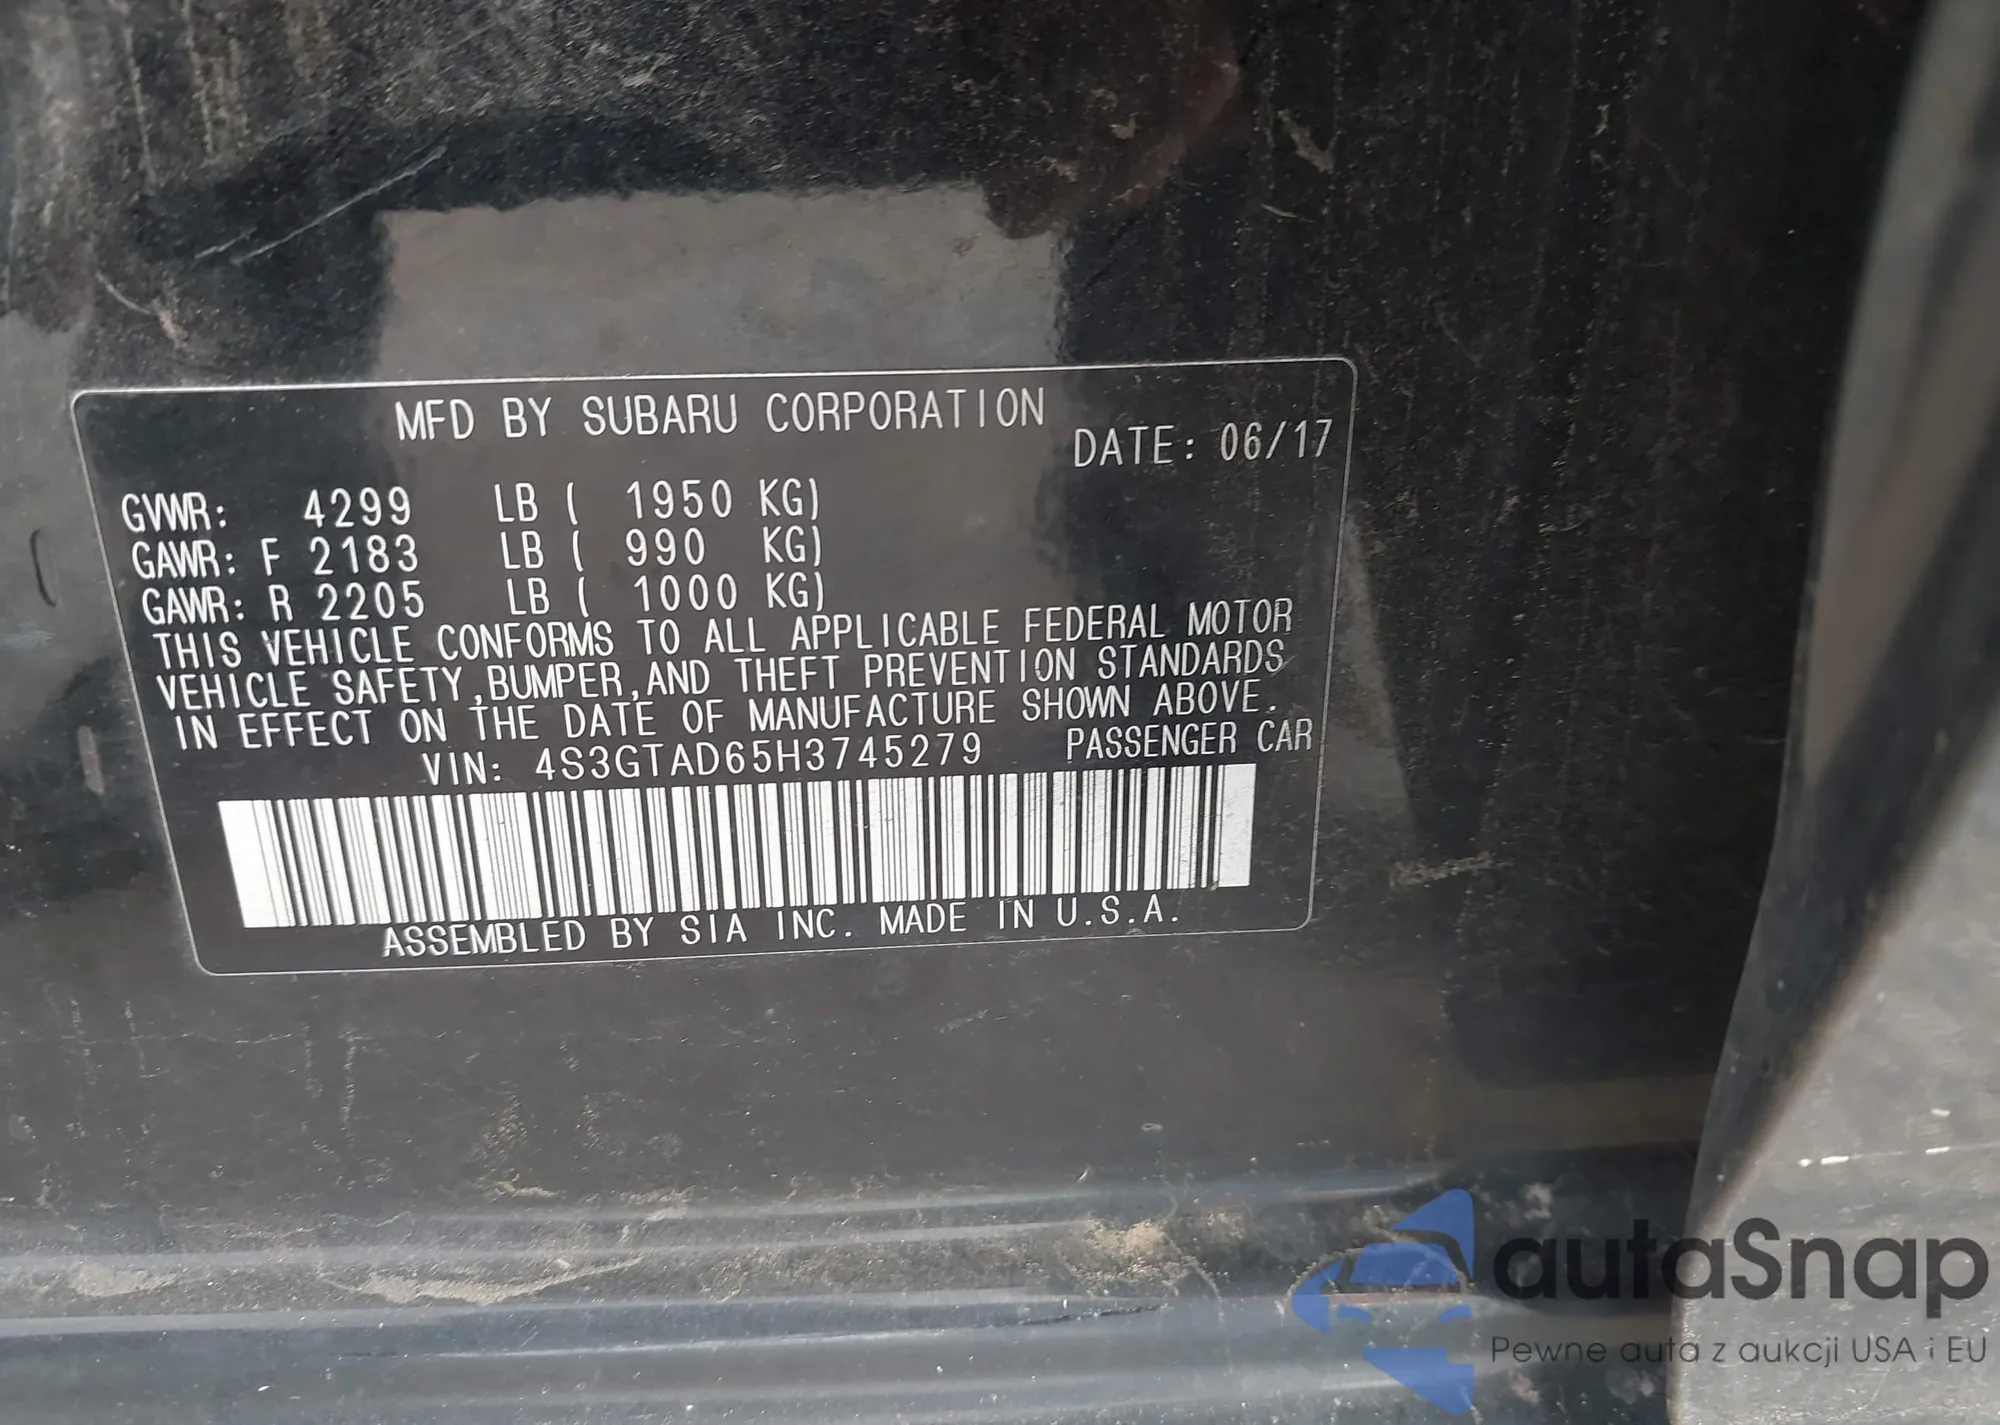 MFD BY SUBARU CORPORATION
DATE: 06/17
GVWR: 4299 LB ( 1950 KG)
GAWR: F 2183 LB ( 990 KG)
GAWR: R 2205 LB ( 1000 KG)
THIS VEHICLE CONFORMS TO ALL APPLICABLE FEDERAL MOTOR
VEHICLE SAFETY,BUMPER,AND THEFT PREVENTION STANDARDS
IN EFFECT ON THE DATE OF MANUFACTURE SHOWN ABOVE.
VIN: 4S3GTAD65H3745279 PASSENGER CAR
ASSEMBLED BY SIA INC. MADE IN U.S.A.
autaSnap
Pewne auta z aukcji USA i EU